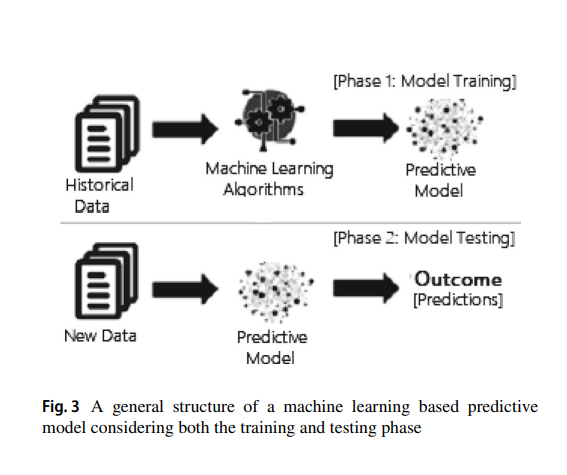 [Phase 1: Model Training]
Historical
Data
Machine Learning
Algorithms
Predictive
Model
[Phase 2: Model Testing]
New Data
Predictive
Model
Outcome
[Predictions]
Fig. 3 A general structure of a machine learning based predictive
model considering both the training and testing phase